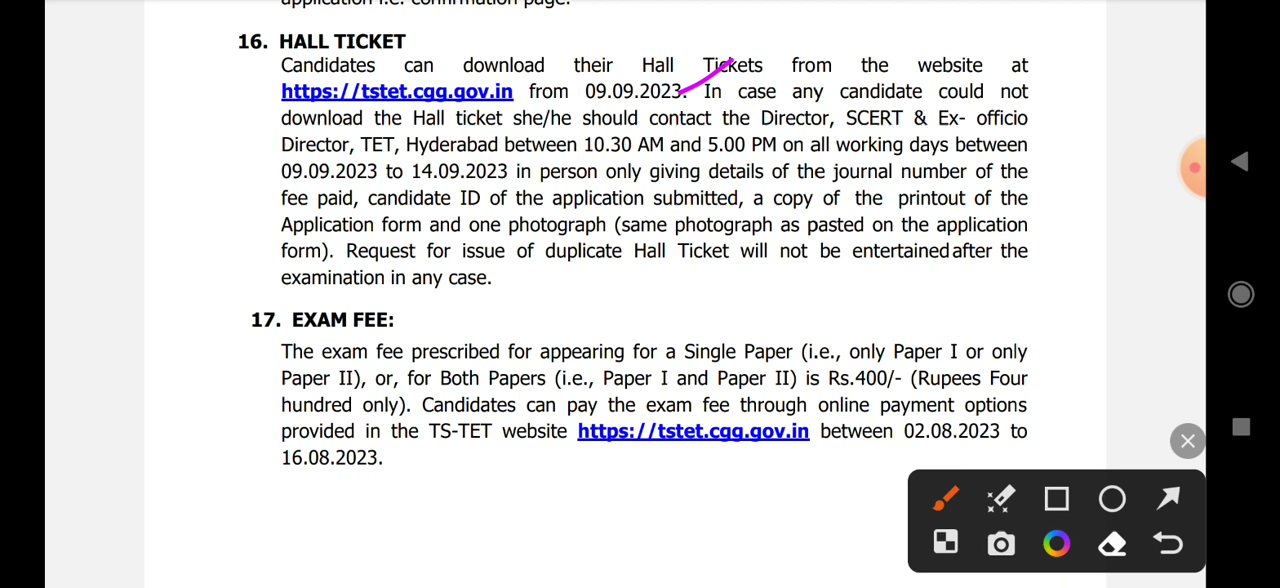 application i.e. confirmation page.
16. HALL TICKET
Candidates can download their Hall Tickets from the website at
https://tstet.cgg.gov.in from 09.09.2023. In case any candidate could not
download the Hall ticket she/he should contact the Director, SCERT & Ex- officio
Director, TET, Hyderabad between 10.30 AM and 5.00 PM on all working days between
09.09.2023 to 14.09.2023 in person only giving details of the journal number of the
fee paid, candidate ID of the application submitted, a copy of the printout of the
Application form and one photograph (same photograph as pasted on the application
form). Request for issue of duplicate Hall Ticket will not be entertained after the
examination in any case.
17. EXAM FEE:
The exam fee prescribed for appearing for a Single Paper (i.e., only Paper I or only
Paper II), or, for Both Papers (i.e., Paper I and Paper II) is Rs.400/- (Rupees Four
hundred only). Candidates can pay the exam fee through online payment options
provided in the TS-TET website https://tstet.cgg.gov.in between 02.08.2023 to
16.08.2023.